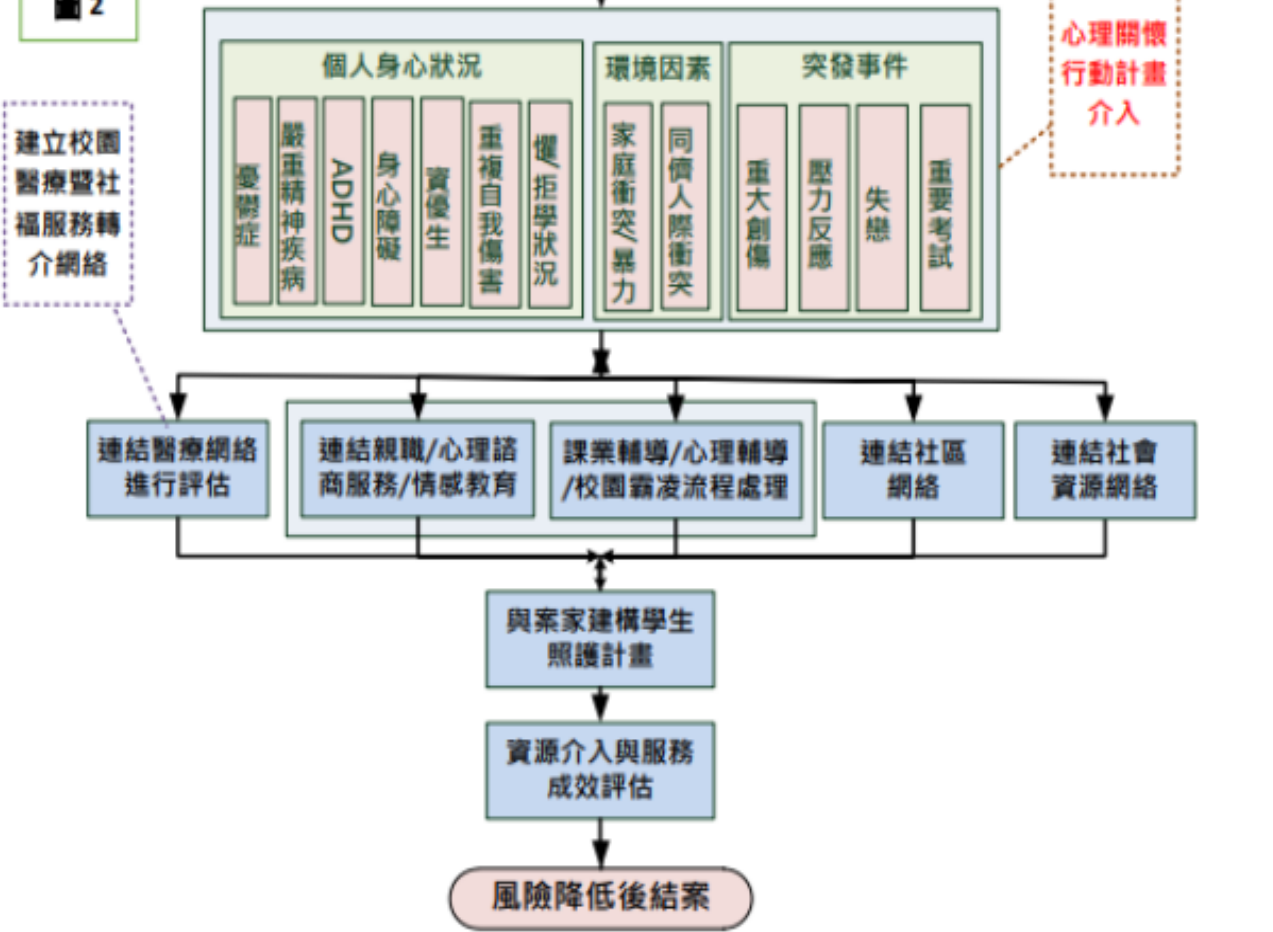 圖 2
心理關懷
行動計畫
介入
個人身心狀況
環境因素
突發事件
憂鬱症
嚴重精神疾病
ADHD
身心障礙
資優生
重複自我傷害
懼/拒學狀況
家庭衝突/暴力
同儕人際衝突
重大創傷
壓力反應
失戀
重要考試
建立校園
醫療暨社
福服務轉
介網絡
連結醫療網絡
進行評估
連結親職/心理諮
商服務/情感教育
課業輔導/心理輔導
/校園霸凌流程處理
連結社區
網絡
連結社會
資源網絡
與案家建構學生
照護計畫
資源介入與服務
成效評估
風險降低後結案